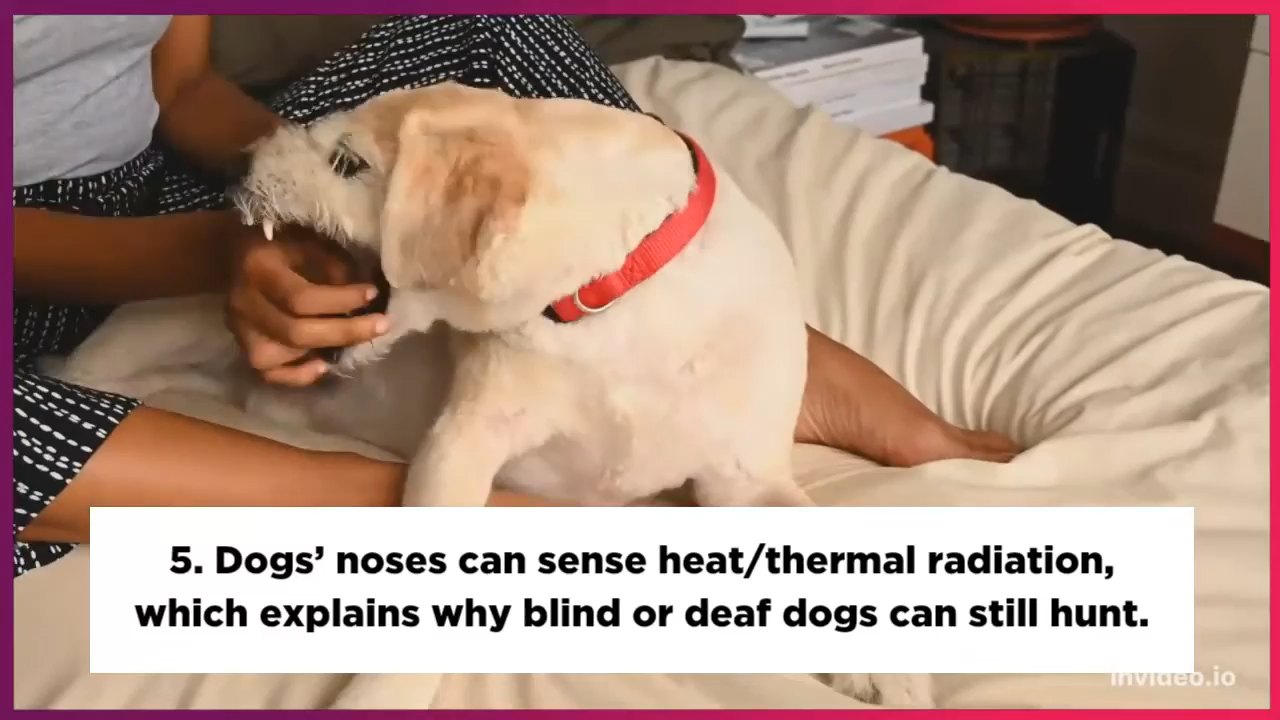 5. Dogs’ noses can sense heat/thermal radiation,
which explains why blind or deaf dogs can still hunt.
invideo.io